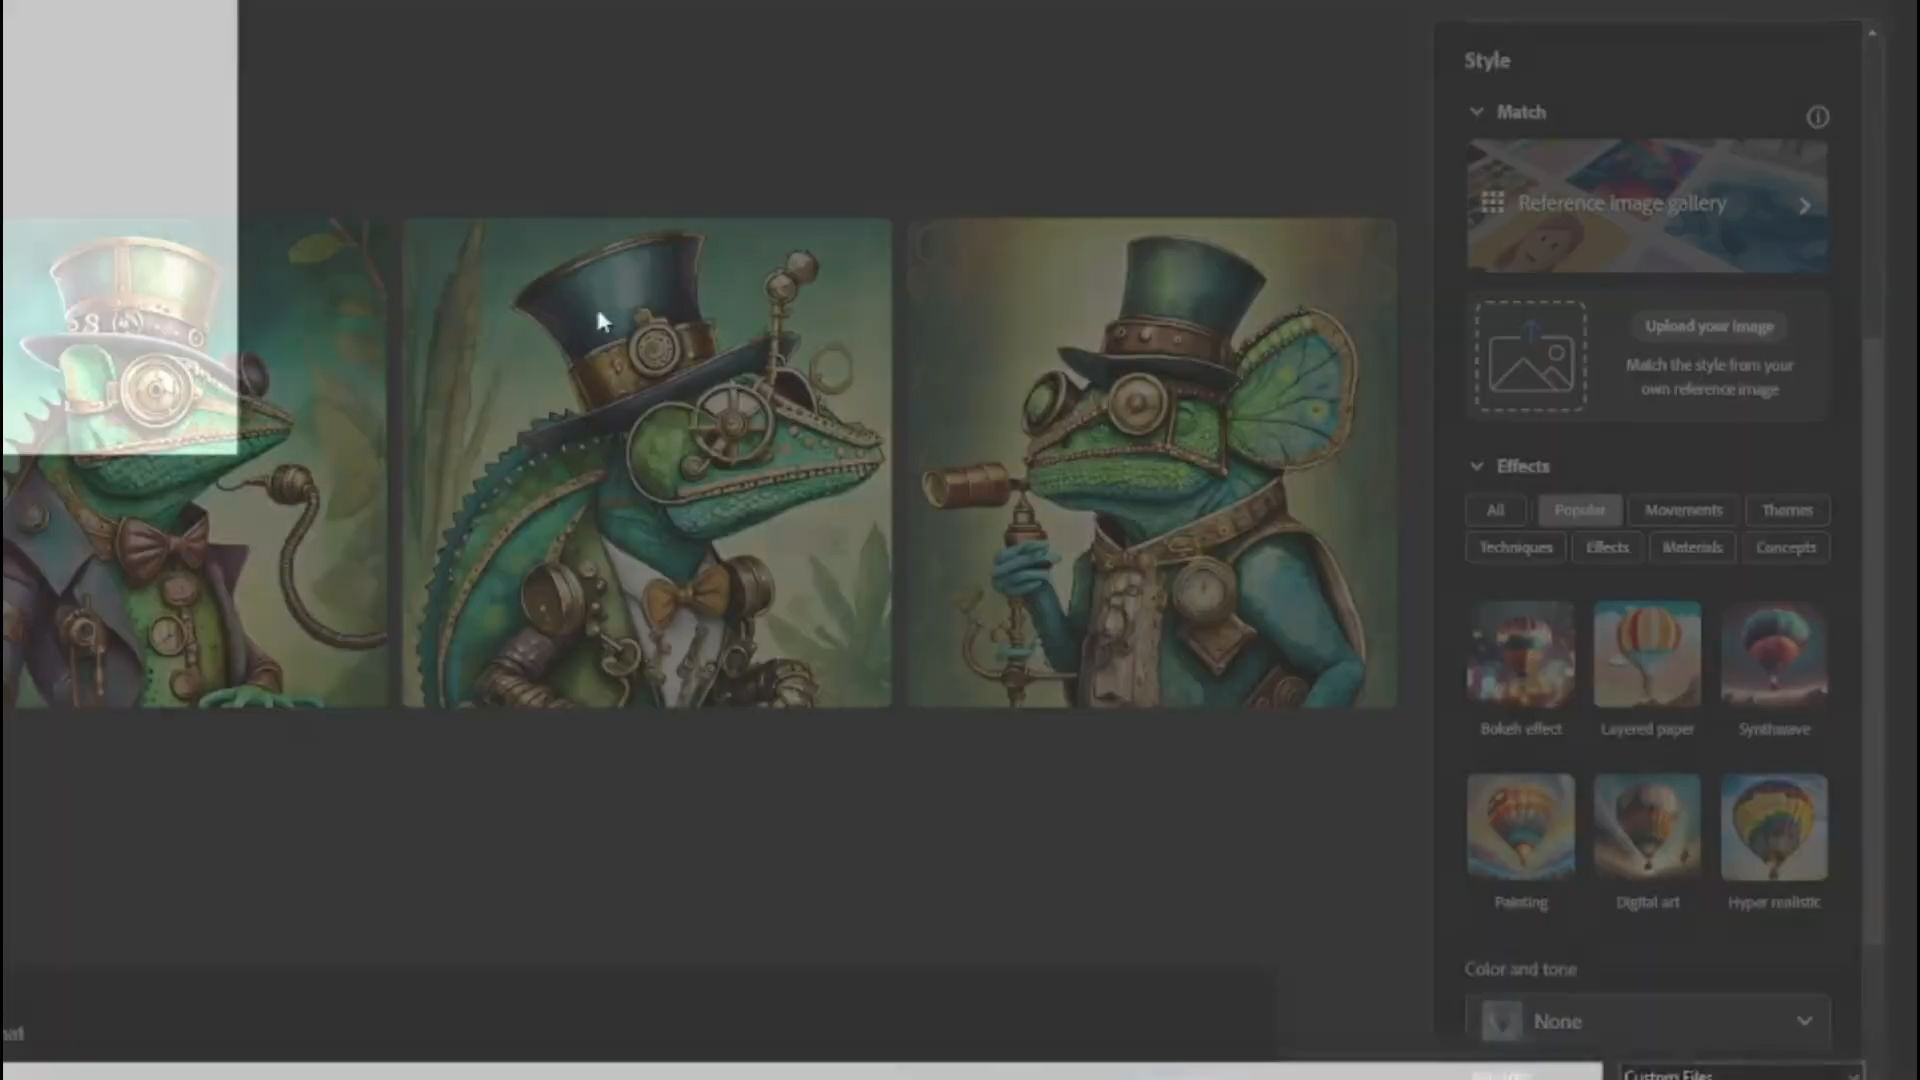 Style
Match
Reference image gallery
Upload your image
Match the style from your
own reference image
Effects
All
Popular
Movements
Themes
Techniques
Effects
Materials
Concepts
Bokeh effect
Layered paper
Synthwave
Painting
Digital art
Hyper realistic
Color and tone
None
Custom Files